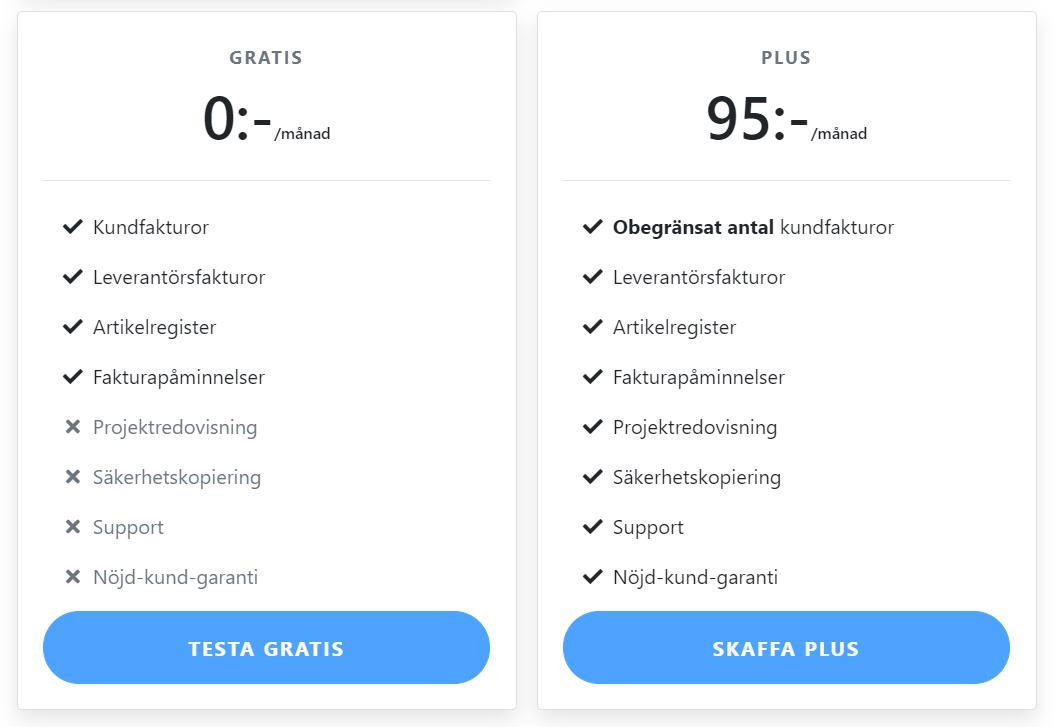 GRATIS
0:-/månad
Kundfakturor
Leverantörsfakturor
Artikelregister
Fakturapåminnelser
Projektredovisning
Säkerhetskopiering
Support
Nöjd-kund-garanti
TESTA GRATIS
PLUS
95:-/månad
Obegränsat antal kundfakturor
Leverantörsfakturor
Artikelregister
Fakturapåminnelser
Projektredovisning
Säkerhetskopiering
Support
Nöjd-kund-garanti
SKAFFA PLUS